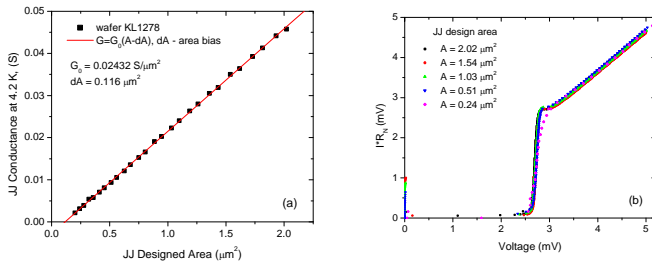 wafer KL1278
G=G₀(A-dA), dA - area bias
G₀ = 0.02432 S/μm²
dA = 0.116 μm²
JJ Conductance at 4.2 K, (S)
0.05
0.04
0.03
0.02
0.01
0.00
(a)
0.0 0.5 1.0 1.5 2.0
JJ Designed Area (μm²)
JJ design area
A = 2.02 μm²
A = 1.54 μm²
A = 1.03 μm²
A = 0.51 μm²
A = 0.24 μm²
I*R_N (mV)
5
4
3
2
1
0
(b)
0 1 2 3 4 5
Voltage (mV)